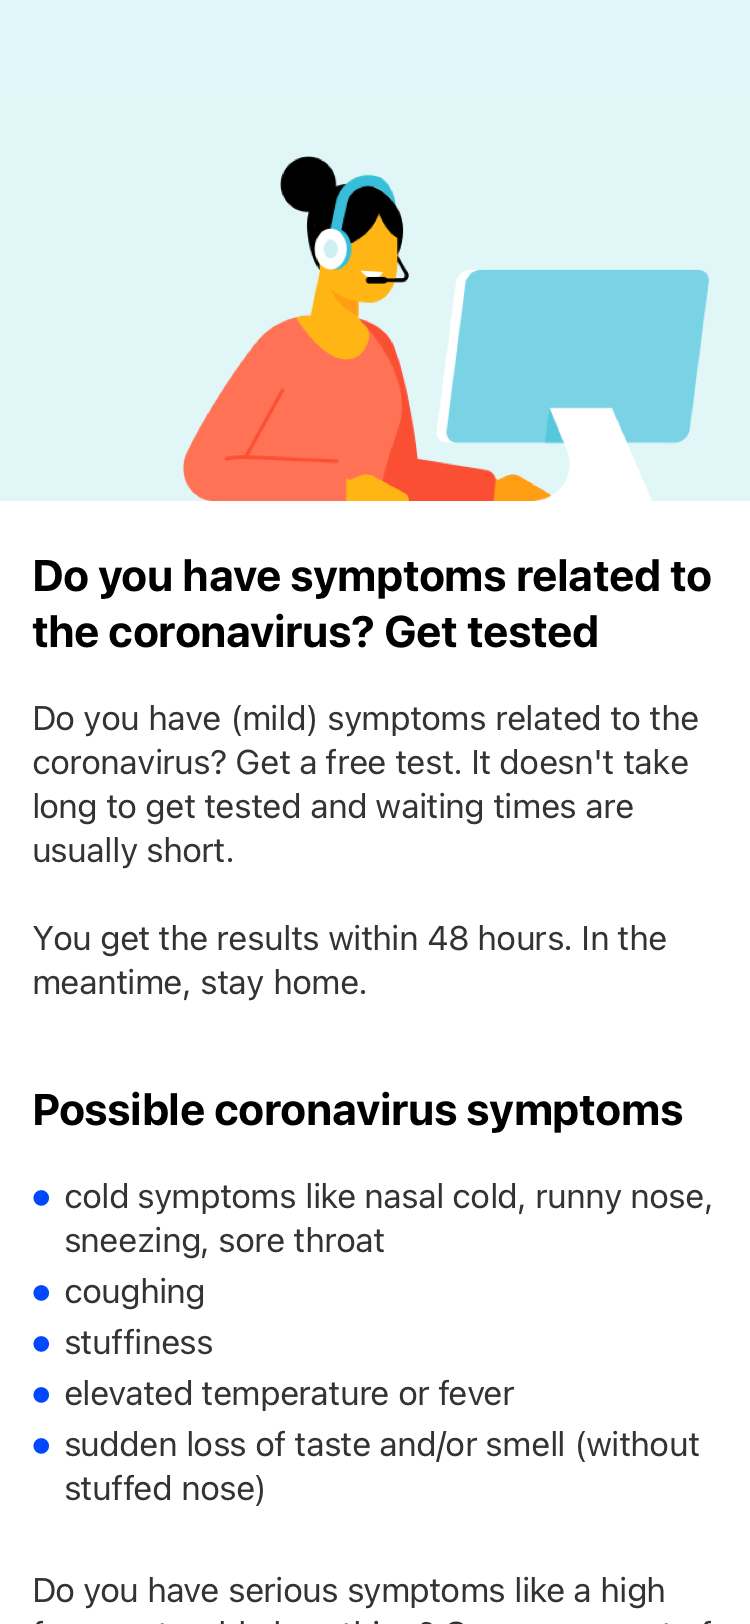 Do you have symptoms related to
the coronavirus? Get tested
Do you have (mild) symptoms related to the
coronavirus? Get a free test. It doesn't take
long to get tested and waiting times are
usually short.
You get the results within 48 hours. In the
meantime, stay home.
Possible coronavirus symptoms
cold symptoms like nasal cold, runny nose,
sneezing, sore throat
coughing
stuffiness
elevated temperature or fever
sudden loss of taste and/or smell (without
stuffed nose)
Do you have serious symptoms like a high